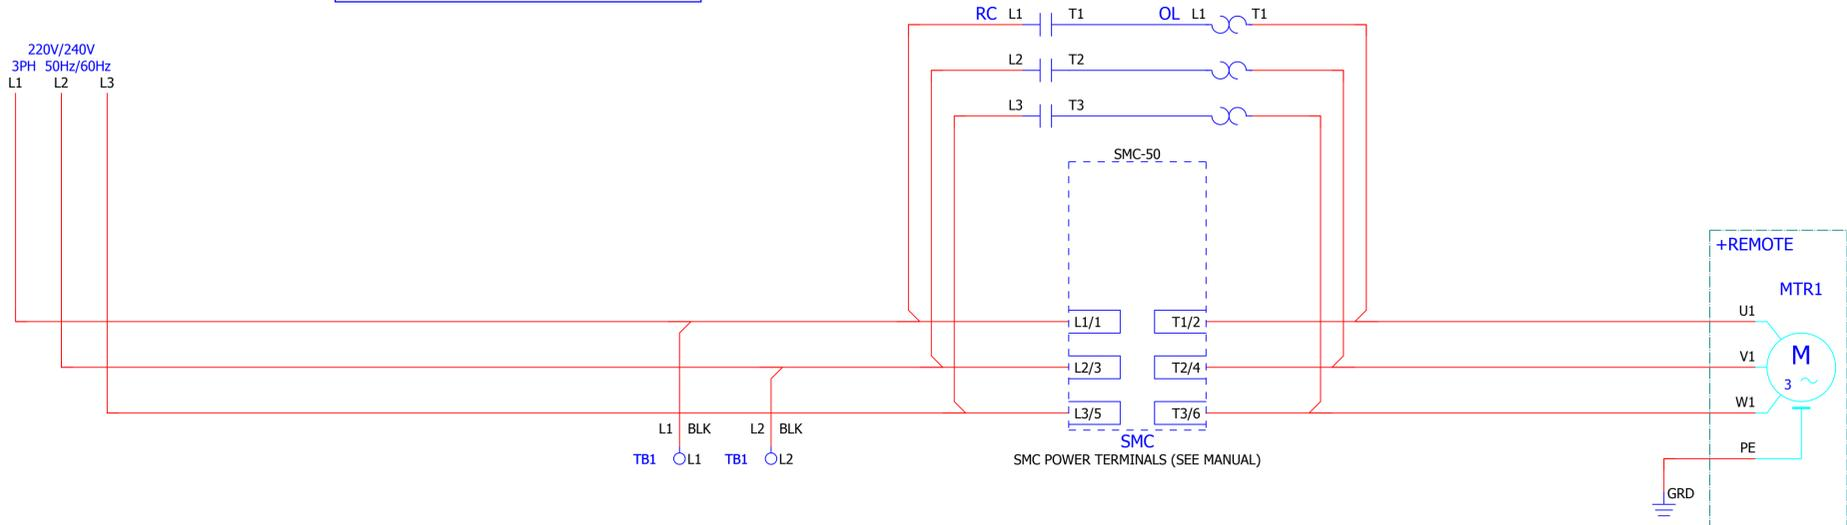 RC L1 T1 OL L1 T1
220V/240V
3PH 50Hz/60Hz
L1 L2 L3
L2 T2
L3 T3
SMC-50
+REMOTE
MTR1
U1
L1/1 T1/2
V1
M
3
L2/3 T2/4
W1
L3/5 T3/6
L1 BLK L2 BLK
SMC
PE
TB1 L1 TB1 L2
SMC POWER TERMINALS (SEE MANUAL)
GRD